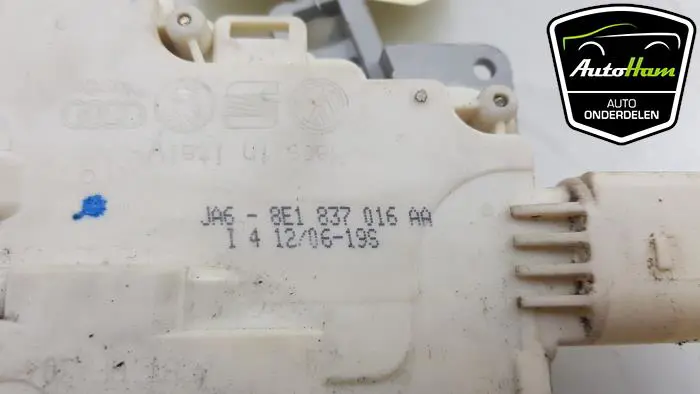 AutoHam
AUTO
ONDERDELEN
JA6 - 8E1 837 016 AA
I 4 12/06-19S